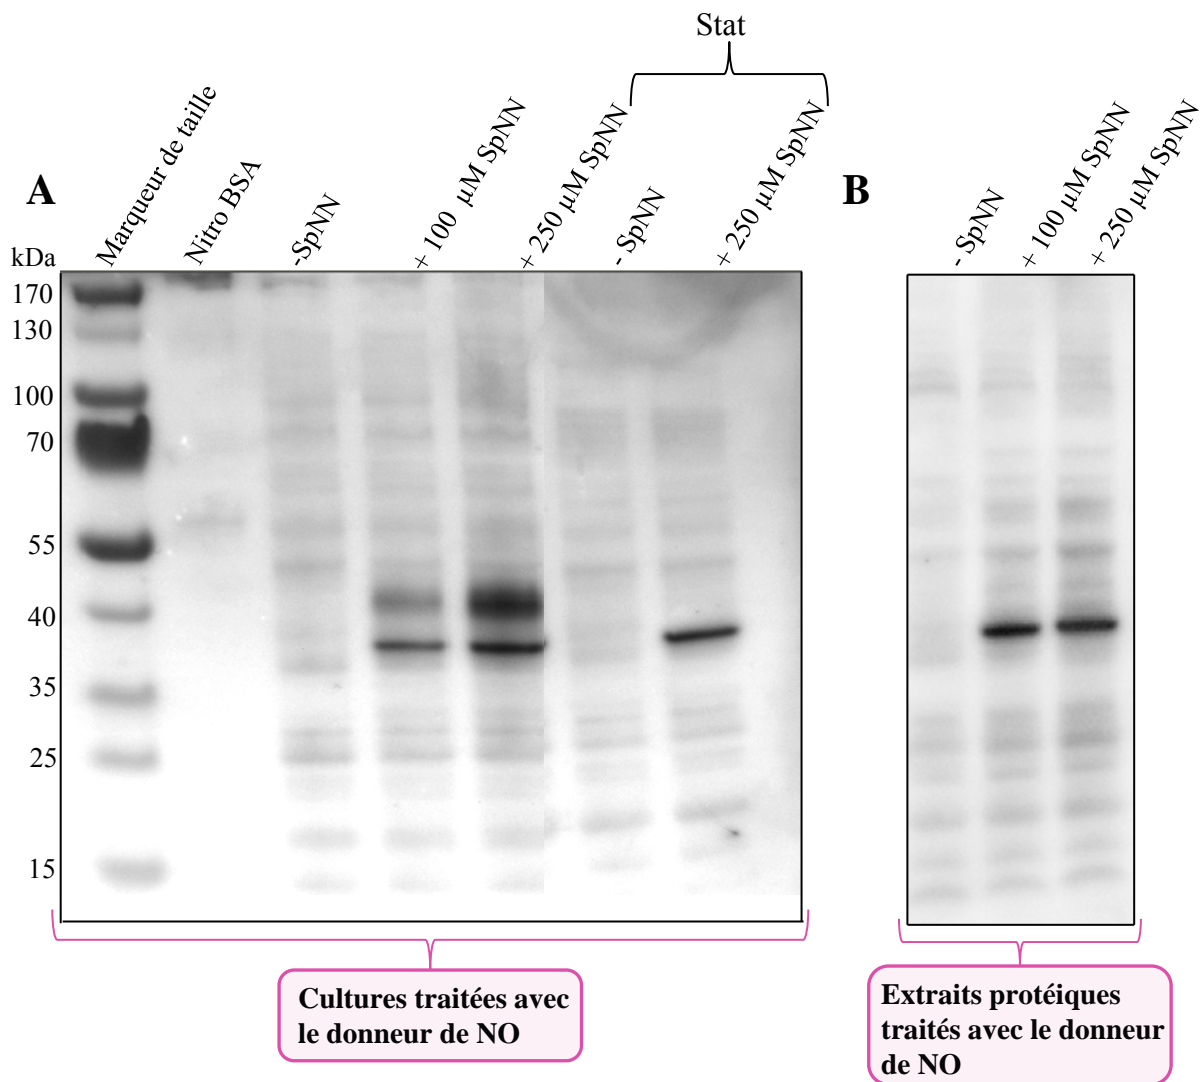 Stat
A
Marqueur de taille
Nitro BSA
-SpNN
+ 100 µM SpNN
+ 250 µM SpNN
- SpNN
+ 250 µM SpNN
B
- SpNN
+ 100 µM SpNN
+ 250 µM SpNN
kDa
170
130
100
70
55
40
35
25
15
Cultures traitées avec
le donneur de NO
Extraits protéiques
traités avec le donneur
de NO